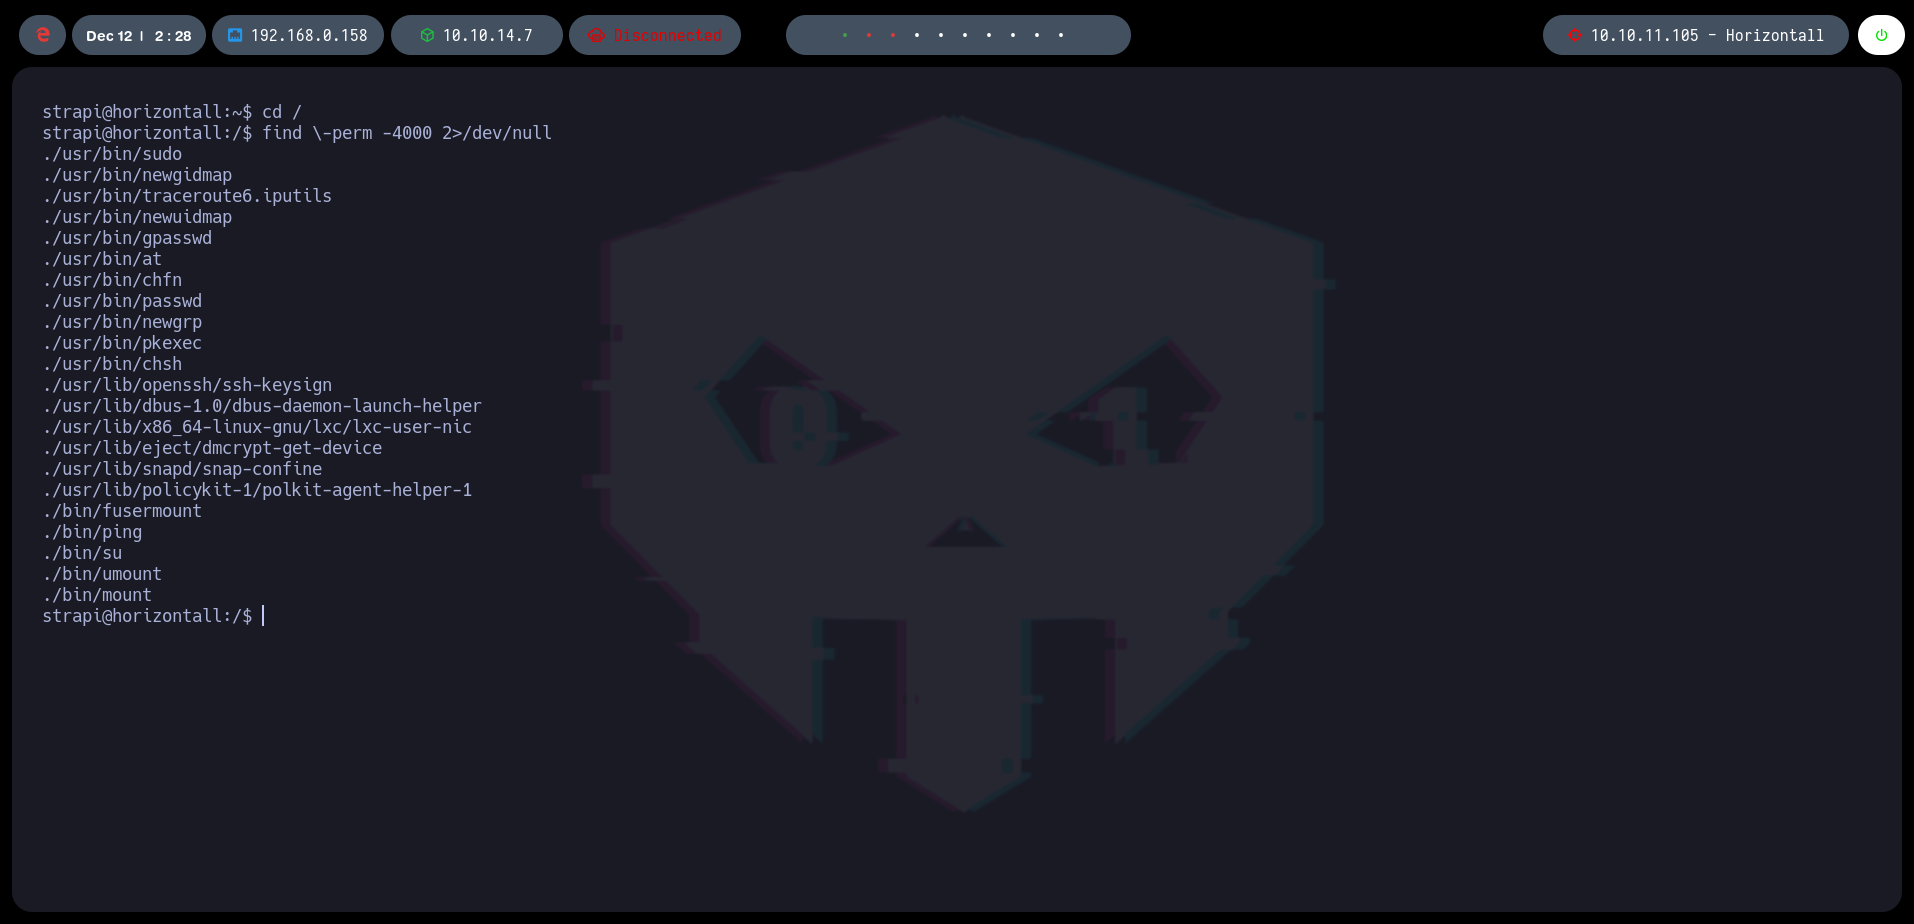 Dec 12 | 2:28
192.168.0.158
10.10.14.7
Disconnected
10.10.11.105 - Horizontall
strapi@horizontall:~$ cd /
strapi@horizontall:/$ find \-perm -4000 2>/dev/null
./usr/bin/sudo
./usr/bin/newgidmap
./usr/bin/traceroute6.iputils
./usr/bin/newuidmap
./usr/bin/gpasswd
./usr/bin/at
./usr/bin/chfn
./usr/bin/passwd
./usr/bin/newgrp
./usr/bin/pkexec
./usr/bin/chsh
./usr/lib/openssh/ssh-keysign
./usr/lib/dbus-1.0/dbus-daemon-launch-helper
./usr/lib/x86_64-linux-gnu/lxc/lxc-user-nic
./usr/lib/eject/dmcrypt-get-device
./usr/lib/snapd/snap-confine
./usr/lib/policykit-1/polkit-agent-helper-1
./bin/fusermount
./bin/ping
./bin/su
./bin/umount
./bin/mount
strapi@horizontall:/$
0 1